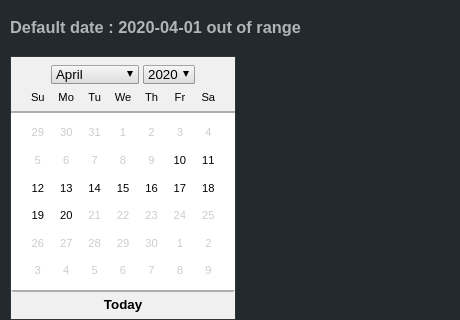 Default date : 2020-04-01 out of range
April 2020
Su Mo Tu We Th Fr Sa
29 30 31 1 2 3 4
5 6 7 8 9 10 11
12 13 14 15 16 17 18
19 20 21 22 23 24 25
26 27 28 29 30 1 2
3 4 5 6 7 8 9
Today